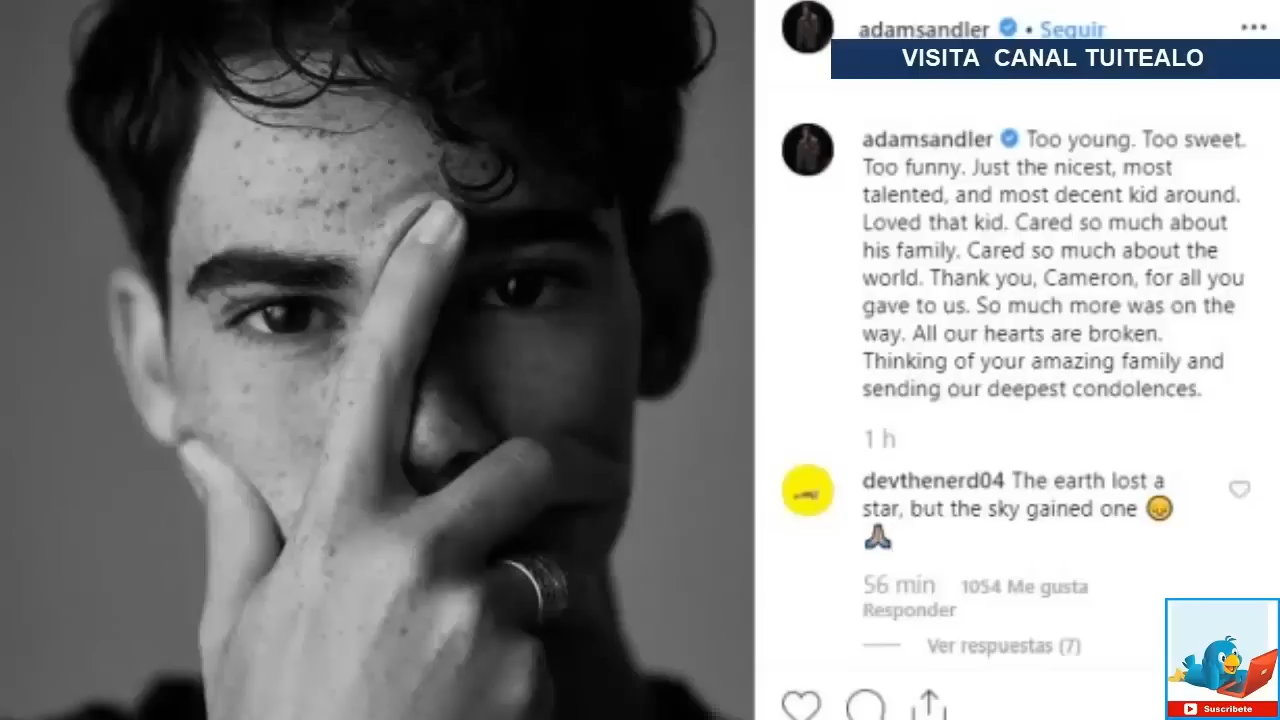 adamsandler • Seguir
VISITA CANAL TUITEALO
adamsandler Too young. Too sweet.
Too funny. Just the nicest, most
talented, and most decent kid around.
Loved that kid. Cared so much about
his family. Cared so much about the
world. Thank you, Cameron, for all you
gave to us. So much more was on the
way. All our hearts are broken.
Thinking of your amazing family and
sending our deepest condolences.
1 h
devthenerd04 The earth lost a
star, but the sky gained one 😞
🙏🏽
56 min 1054 Me gusta
Responder
Ver respuestas (7)
Suscribete